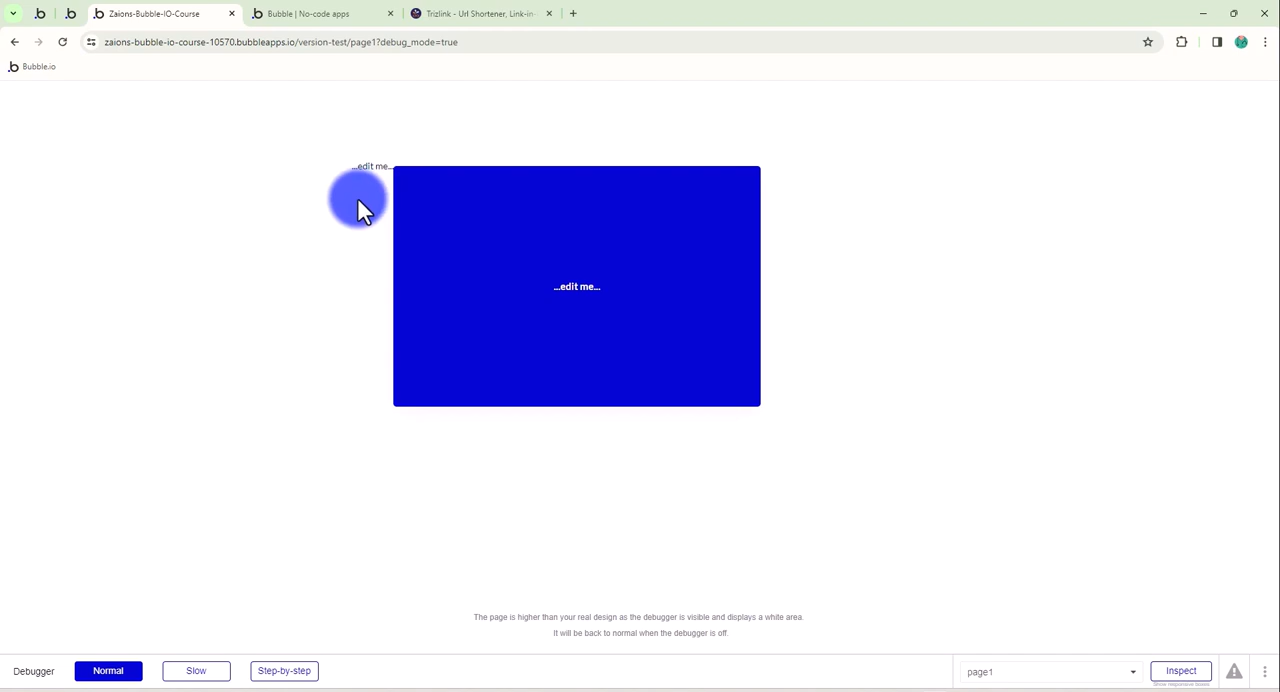 Zaions-Bubble-IO-Course
Bubble | No-code apps
Trizlink - Url Shortener, Link-in-
zaions-bubble-io-course-10570.bubbleapps.io/version-test/page1?debug_mode=true
Bubble.io
...edit me...
...edit me...
The page is higher than your real design as the debugger is visible and displays a white area.
It will be back to normal when the debugger is off.
Debugger
Normal
Slow
Step-by-step
page1
Inspect
Show responsive boxes